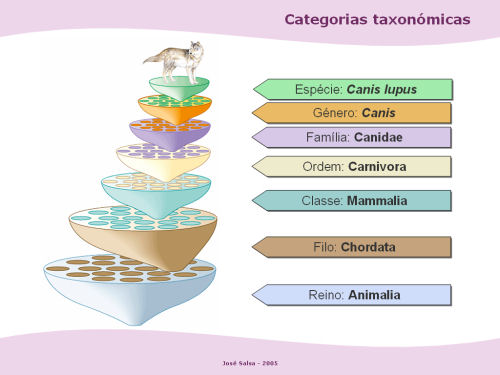 Categorias taxonómicas
Espécie: Canis lupus
Género: Canis
Família: Canidae
Ordem: Carnivora
Classe: Mammalia
Filo: Chordata
Reino: Animalia
José Salsa - 2005